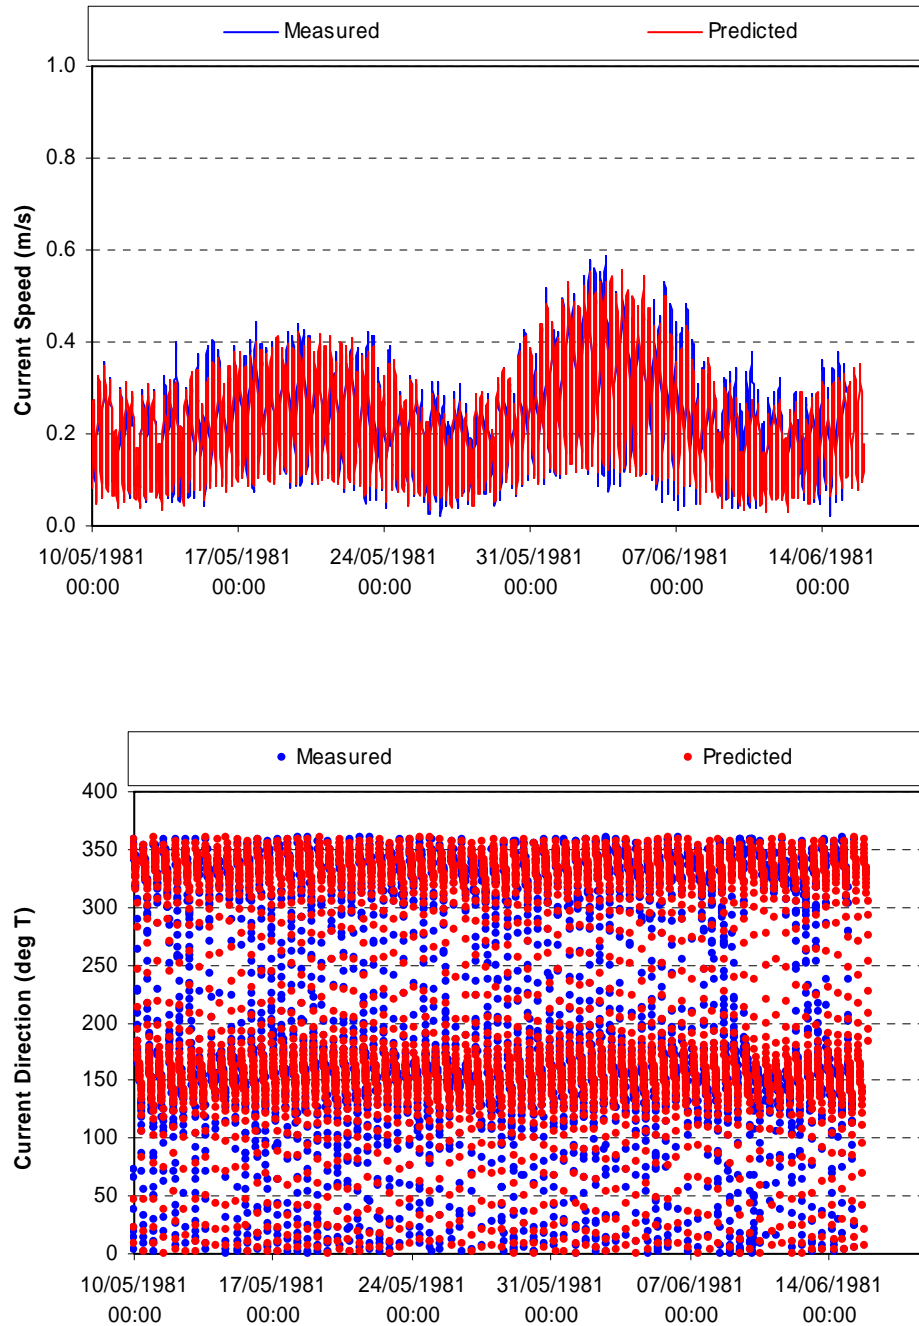 Measured Predicted
1.0
0.8
0.6
0.4
0.2
0.0
Current Speed (m/s)
10/05/1981 17/05/1981 24/05/1981 31/05/1981 07/06/1981 14/06/1981
00:00 00:00 00:00 00:00 00:00 00:00
Measured Predicted
400
350
300
250
200
150
100
50
0
Current Direction (deg T)
10/05/1981 17/05/1981 24/05/1981 31/05/1981 07/06/1981 14/06/1981
00:00 00:00 00:00 00:00 00:00 00:00